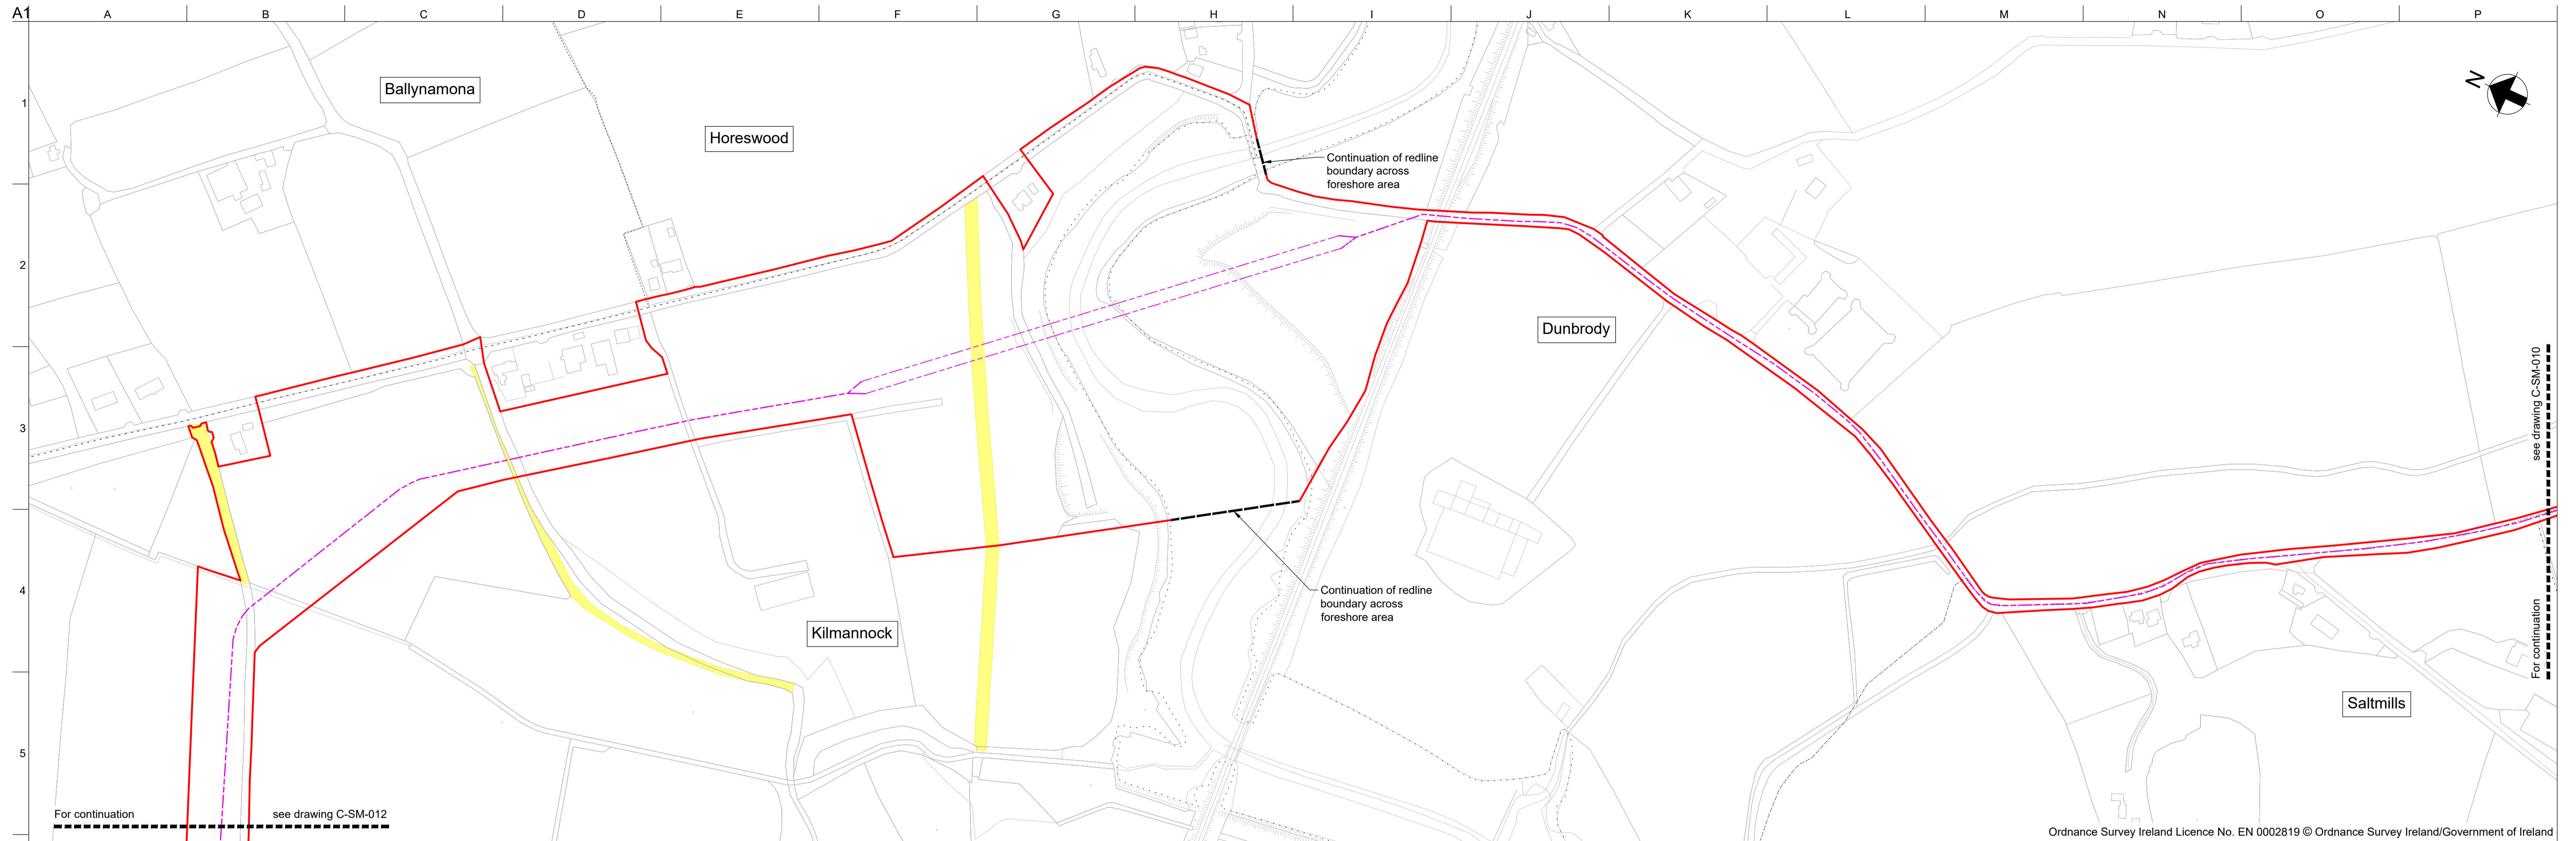 A1
A B C D E F G H I J K L M N O P
1
2
3
4
5
Ballynamona
Horeswood
N
Continuation of redline
boundary across
foreshore area
Dunbrody
see drawing C-SM-010
For continuation
Continuation of redline
boundary across
foreshore area
Kilmannock
Saltmills
For continuation see drawing C-SM-012
Ordnance Survey Ireland Licence No. EN 0002819 © Ordnance Survey Ireland/Government of Ireland